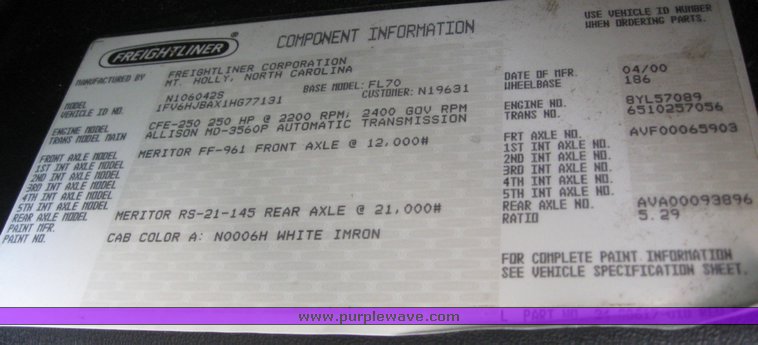 FREIGHTLINER®
COMPONENT INFORMATION
USE VEHICLE ID NUMBER
WHEN ORDERING PARTS.
MANUFACTURED BY FREIGHTLINER CORPORATION
MT. HOLLY, NORTH CAROLINA
DATE OF MFR. 04/00
WHEELBASE 186
MODEL N106042S BASE MODEL: FL70
VEHICLE ID NO. 1FV6HJBAX1HG77131 CUSTOMER: N19631
ENGINE NO. 8YL57089
TRANS NO. 6510257056
ENGINE MODEL CFE-250 250 HP @ 2200 RPM, 2400 GOV RPM
TRANS MODEL MAIN ALLISON MD-3560P AUTOMATIC TRANSMISSION
FRONT AXLE MODEL MERITOR FF-961 FRONT AXLE @ 12,000#
1ST INT AXLE MODEL
2ND INT AXLE MODEL
3RD INT AXLE MODEL
4TH INT AXLE MODEL
5TH INT AXLE MODEL
REAR AXLE MODEL MERITOR RS-21-145 REAR AXLE @ 21,000#
PAINT MFR.
PAINT NO. CAB COLOR A: N0006H WHITE IMRON
FRT AXLE NO. AVF00065903
1ST INT AXLE NO.
2ND INT AXLE NO.
3RD INT AXLE NO.
4TH INT AXLE NO.
5TH INT AXLE NO.
REAR AXLE NO. AVA00093896
RATIO 5.29
FOR COMPLETE PAINT INFORMATION
SEE VEHICLE SPECIFICATION SHEET.
PART NO.
www.purplewave.com